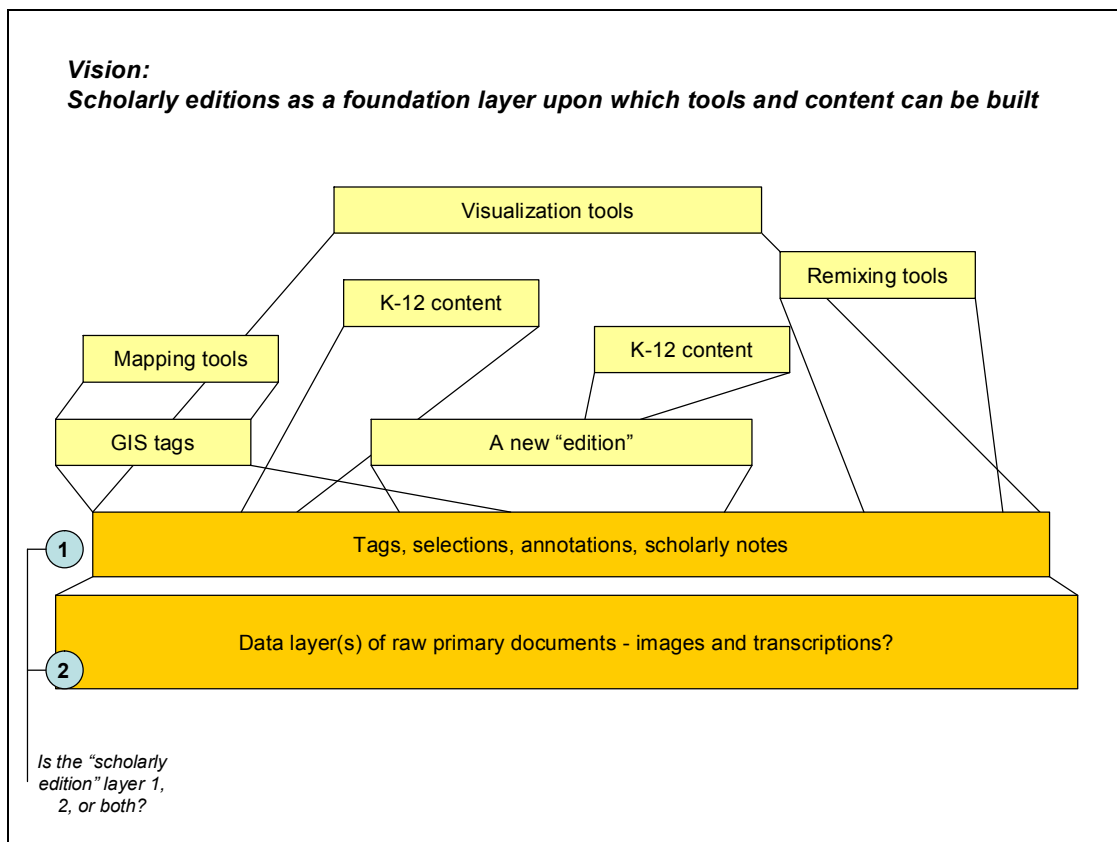 Vision:
Scholarly editions as a foundation layer upon which tools and content can be built
Visualization tools
Remixing tools
K-12 content
K-12 content
Mapping tools
GIS tags
A new “edition”
1
Tags, selections, annotations, scholarly notes
Data layer(s) of raw primary documents - images and transcriptions?
2
Is the “scholarly
edition” layer 1,
2, or both?